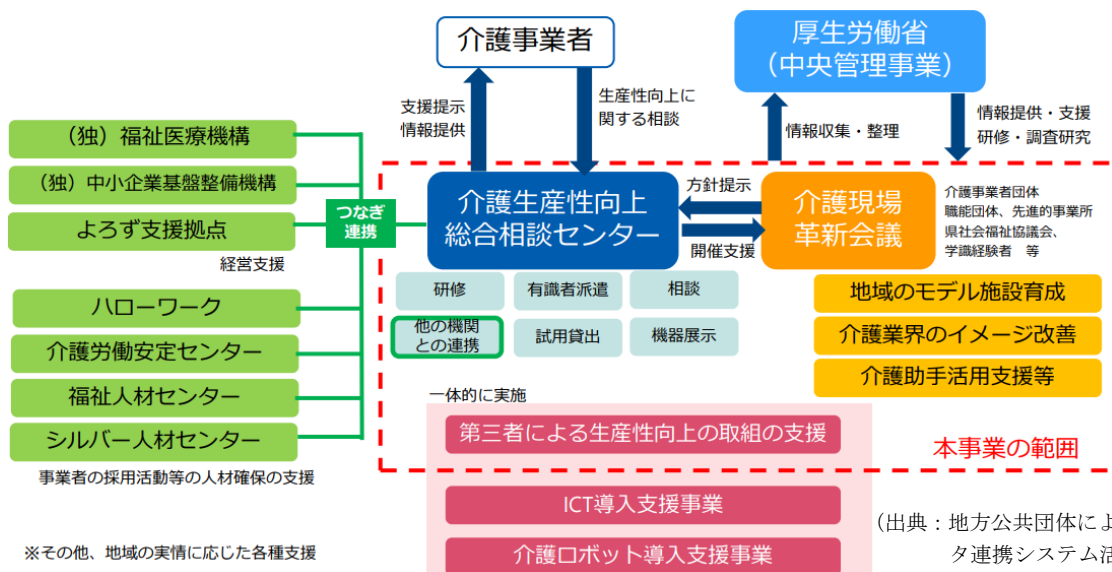 介護事業者
厚生労働省
（中央管理事業）
支援提示
情報提供
生産性向上に
関する相談
情報収集・整理
情報提供・支援
研修・調査研究
（独）福祉医療機構
（独）中小企業基盤整備機構
よろず支援拠点
経営支援
つなぎ
連携
介護生産性向上
総合相談センター
方針提示
開催支援
介護現場
革新会議
介護事業者団体
職能団体、先進的事業所
県社会福祉協議会、
学識経験者　等
研修
有識者派遣
相談
他の機関
との連携
試用貸出
機器展示
地域のモデル施設育成
介護業界のイメージ改善
介護助手活用支援等
ハローワーク
介護労働安定センター
福祉人材センター
シルバー人材センター
事業者の採用活動等の人材確保の支援
一体的に実施
第三者による生産性向上の取組の支援
本事業の範囲
ICT導入支援事業
介護ロボット導入支援事業
※その他、地域の実情に応じた各種支援
（出典：地方公共団体によ
タ連携システム活